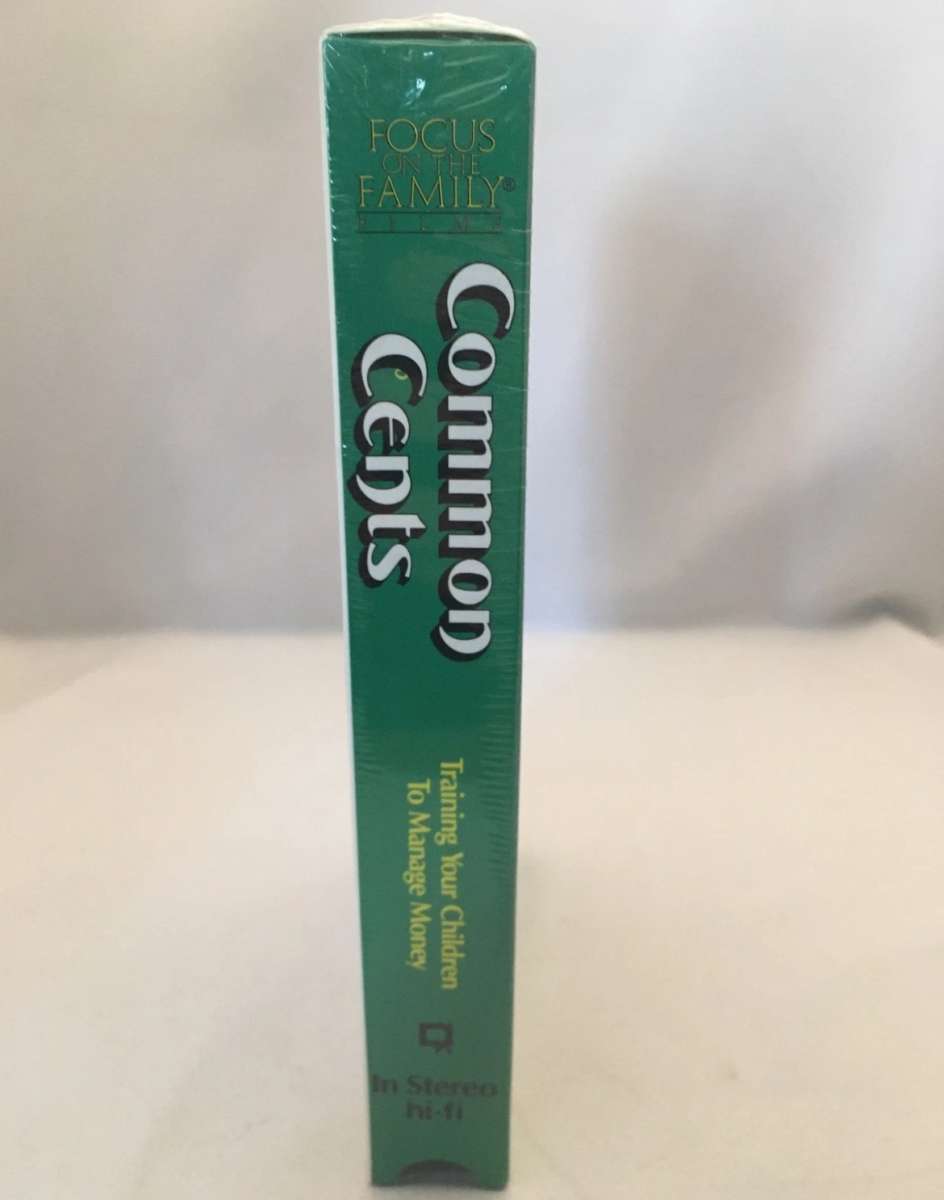 FOCUS
ON THE
FAMILY®
FILMS
Common
Cents
Training Your Children
To Manage Money
In Stereo
hi-fi